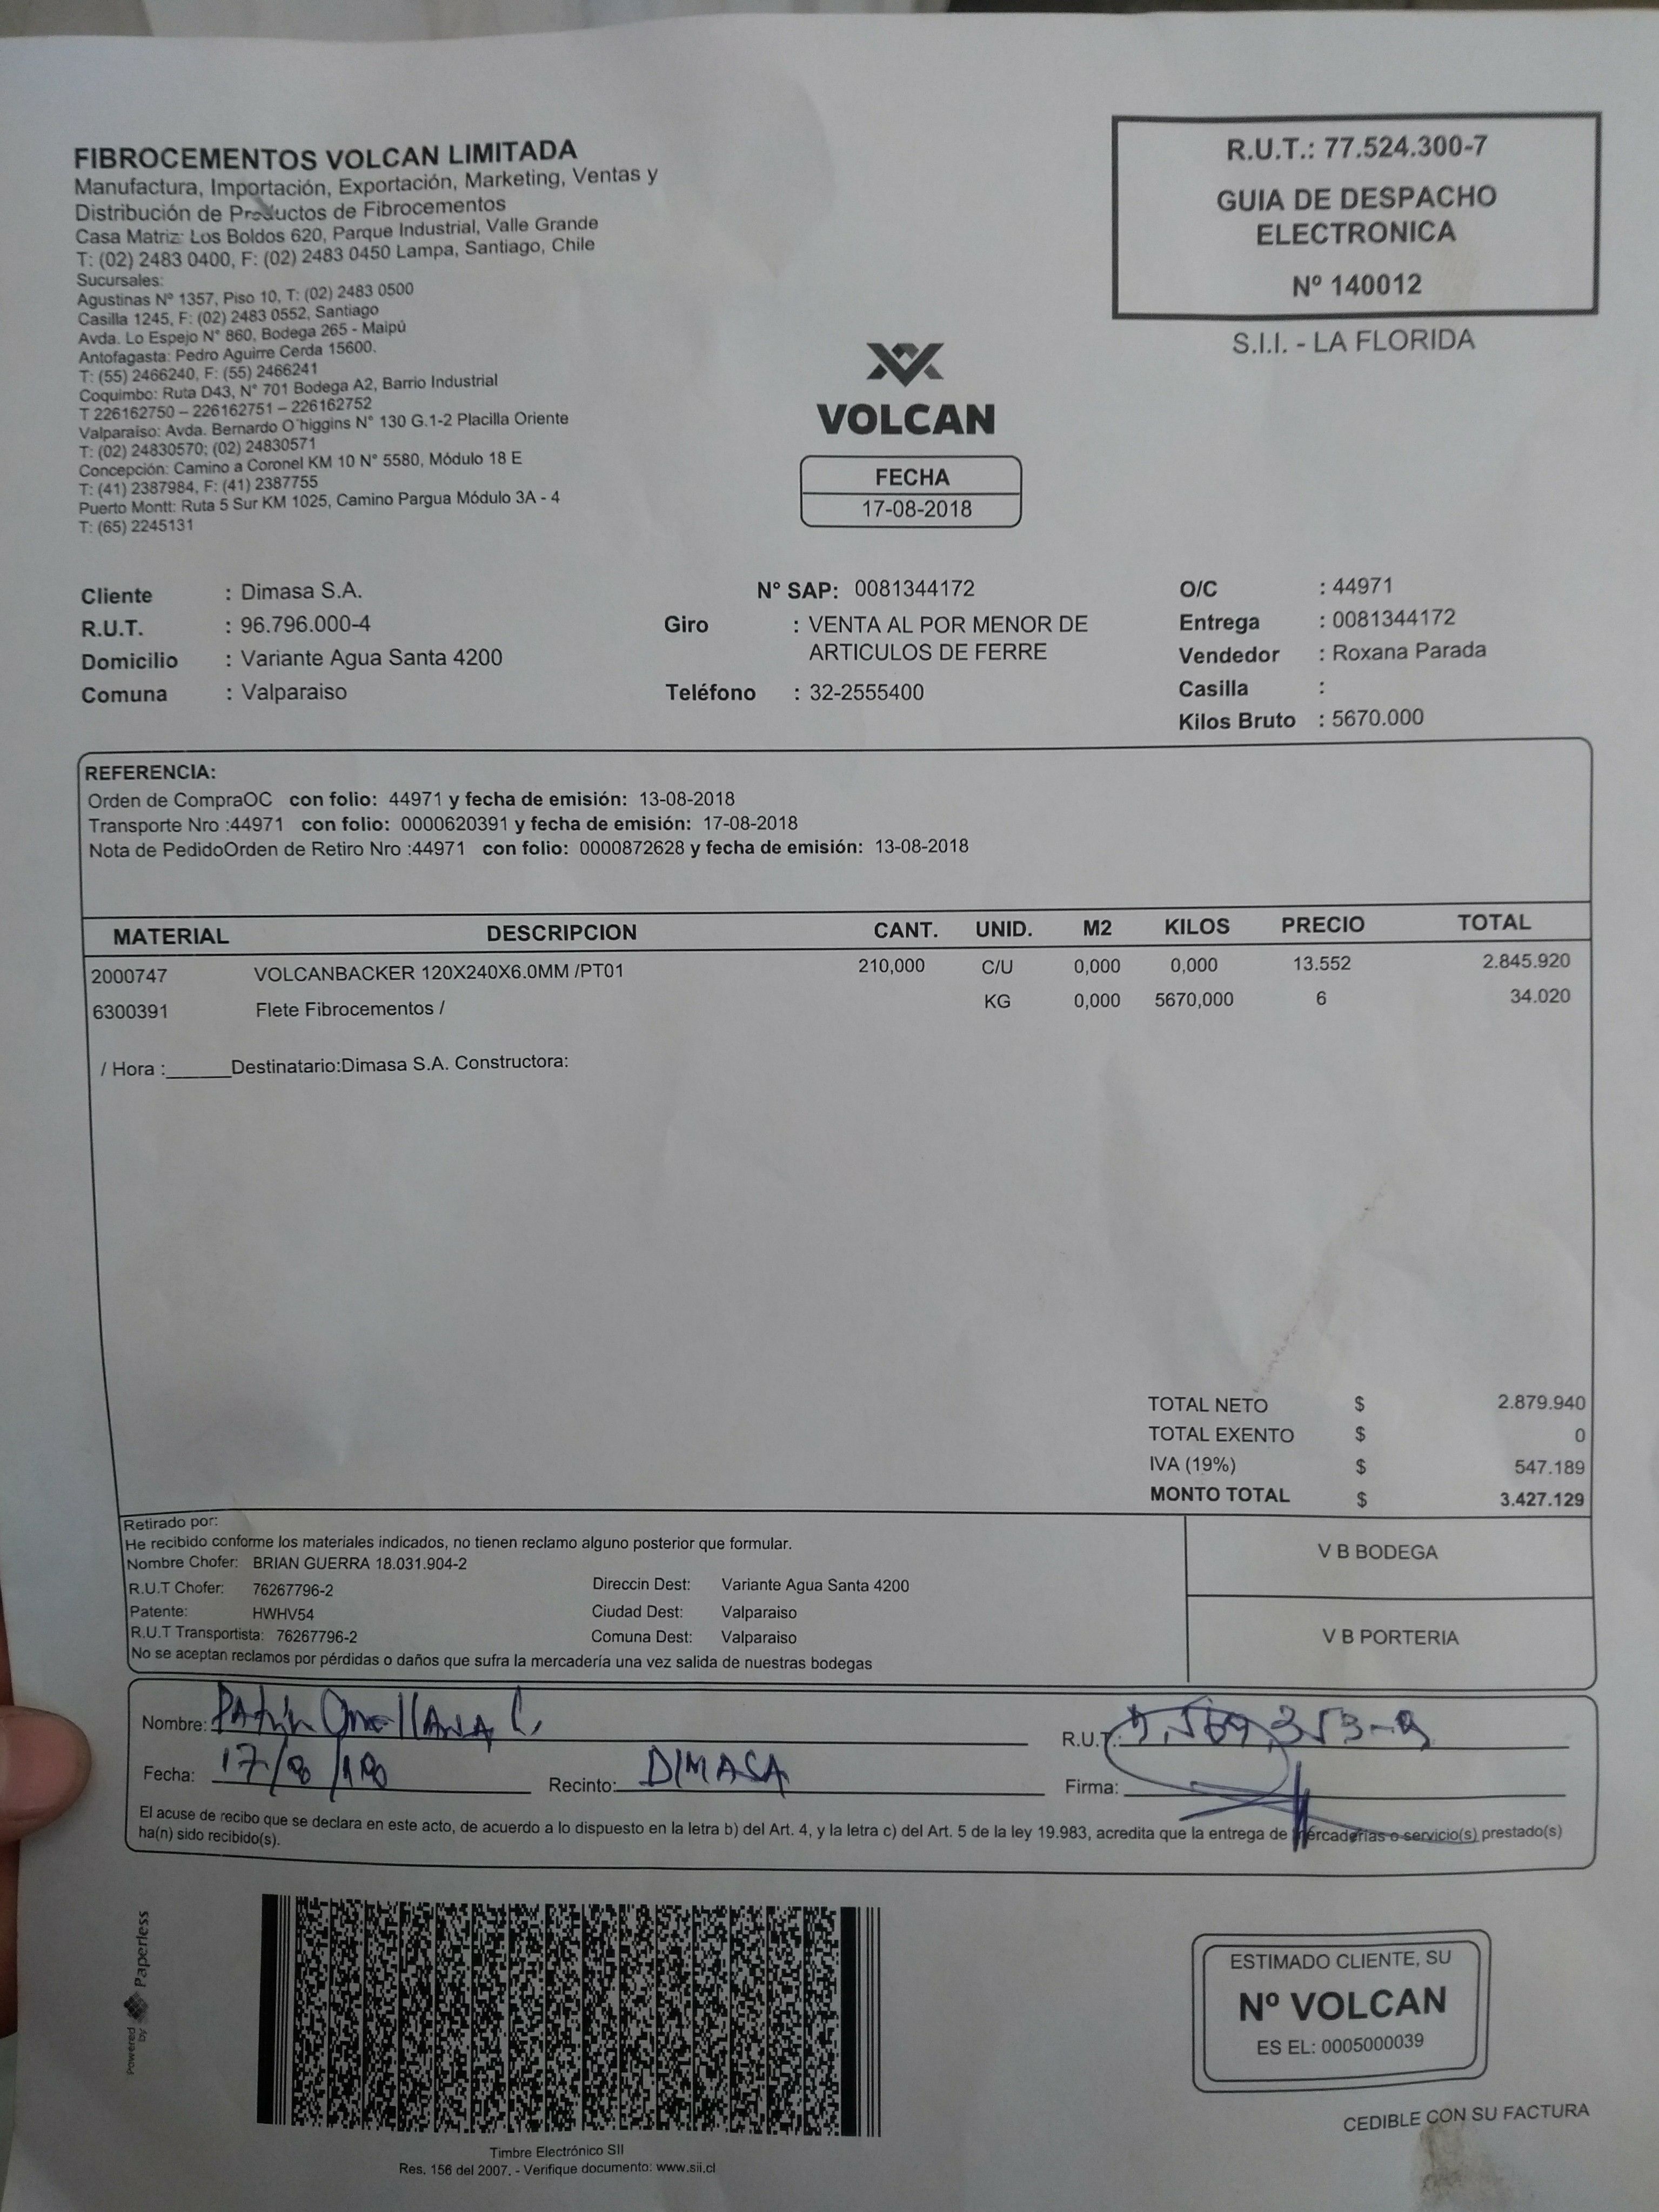 FIBROCEMENTOS VOLCAN LIMITADA
Manufactura, Importación, Exportación, Marketing, Ventas y
Distribución de Productos de Fibrocementos
Casa Matriz: Los Boldos 620, Parque Industrial, Valle Grande
T: (02) 2483 0400, F: (02) 2483 0450 Lampa, Santiago, Chile
Sucursales:
Agustinas Nº 1357, Piso 10, T: (02) 2483 0500
Casilla 1245, F: (02) 2483 0552, Santiago
Avda. Lo Espejo N° 860, Bodega 265 - Maipú
Antofagasta: Pedro Aguirre Cerda 15600.
T: (55) 2466240, F: (55) 2466241
Coquimbo: Ruta D43, N° 701 Bodega A2, Barrio Industrial
T 226162750 – 226162751 – 226162752
Valparaiso: Avda. Bernardo O´higgins N° 130 G.1-2 Placilla Oriente
T: (02) 24830570; (02) 24830571
Concepción: Camino a Coronel KM 10 N° 5580, Módulo 18 E
T: (41) 2387984, F: (41) 2387755
Puerto Montt: Ruta 5 Sur KM 1025, Camino Pargua Módulo 3A - 4
T: (65) 2245131
R.U.T.: 77.524.300-7
GUIA DE DESPACHO
ELECTRONICA
Nº 140012
S.I.I. - LA FLORIDA
VOLCAN
FECHA
17-08-2018
Cliente : Dimasa S.A.
R.U.T. : 96.796.000-4
Domicilio : Variante Agua Santa 4200
Comuna : Valparaiso
N° SAP: 0081344172
Giro : VENTA AL POR MENOR DE
ARTICULOS DE FERRE
Teléfono : 32-2555400
O/C : 44971
Entrega : 0081344172
Vendedor : Roxana Parada
Casilla :
Kilos Bruto : 5670.000
REFERENCIA:
Orden de CompraOC con folio: 44971 y fecha de emisión: 13-08-2018
Transporte Nro :44971 con folio: 0000620391 y fecha de emisión: 17-08-2018
Nota de PedidoOrden de Retiro Nro :44971 con folio: 0000872628 y fecha de emisión: 13-08-2018
MATERIAL DESCRIPCION CANT. UNID. M2 KILOS PRECIO TOTAL
2000747 VOLCANBACKER 120X240X6.0MM /PT01 210,000 C/U 0,000 0,000 13.552 2.845.920
6300391 Flete Fibrocementos / KG 0,000 5670,000 6 34.020
/ Hora :______Destinatario:Dimasa S.A. Constructora:
TOTAL NETO $ 2.879.940
TOTAL EXENTO $ 0
IVA (19%) $ 547.189
MONTO TOTAL $ 3.427.129
Retirado por:
He recibido conforme los materiales indicados, no tienen reclamo alguno posterior que formular.
Nombre Chofer: BRIAN GUERRA 18.031.904-2
R.U.T Chofer: 76267796-2 Direccin Dest: Variante Agua Santa 4200
Patente: HWHV54 Ciudad Dest: Valparaiso
R.U.T Transportista: 76267796-2 Comuna Dest: Valparaiso
No se aceptan reclamos por pérdidas o daños que sufra la mercadería una vez salida de nuestras bodegas
V B BODEGA
V B PORTERIA
Nombre: Orellana C. R.U.T:
Fecha: 17/8/18 Recinto: DIMASA Firma:
El acuse de recibo que se declara en este acto, de acuerdo a lo dispuesto en la letra b) del Art. 4, y la letra c) del Art. 5 de la ley 19.983, acredita que la entrega de mercaderías o servicio(s) prestado(s)
ha(n) sido recibido(s).
Powered by Paperless
Timbre Electrónico SII
Res. 156 del 2007. - Verifique documento: www.sii.cl
ESTIMADO CLIENTE, SU
Nº VOLCAN
ES EL: 0005000039
CEDIBLE CON SU FACTURA